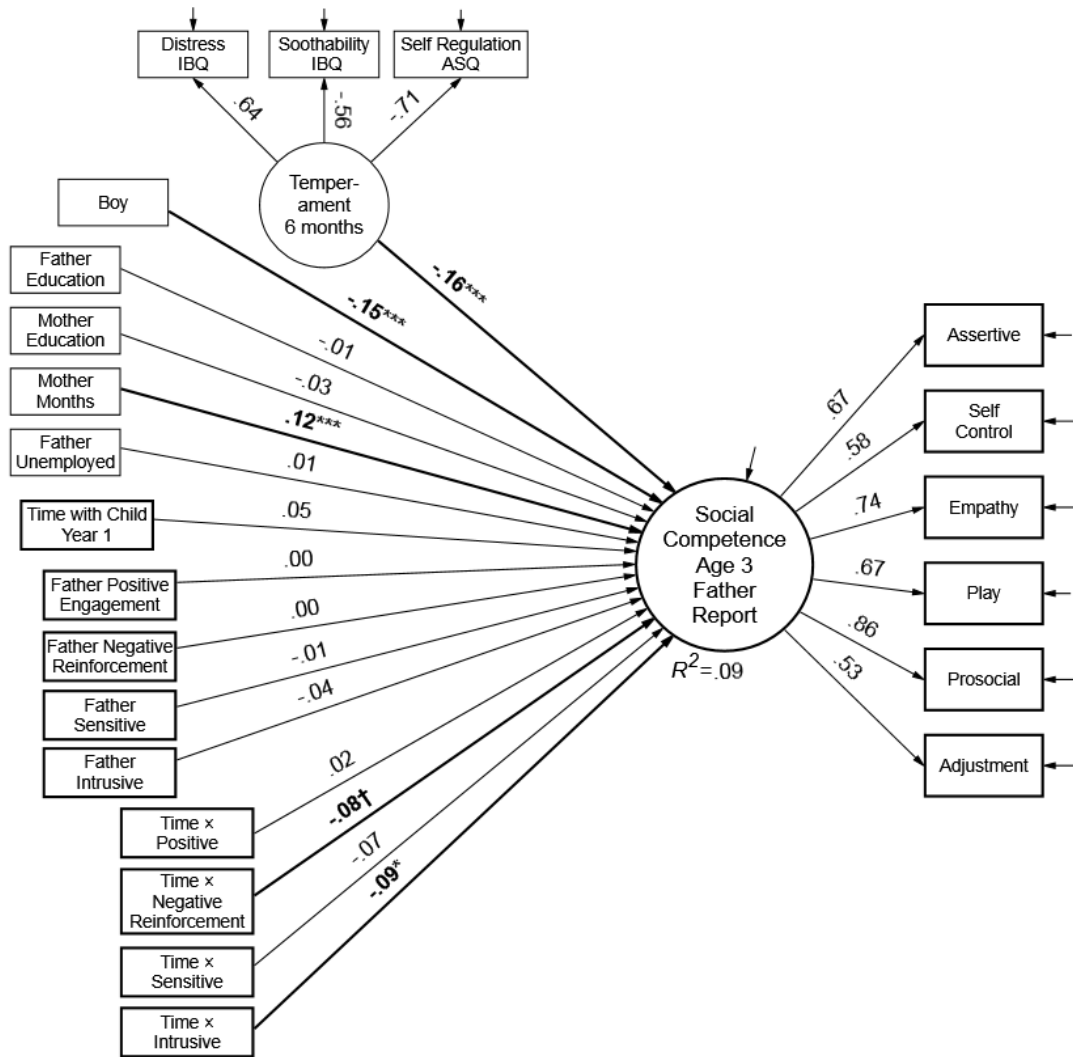 Distress
IBQ
Soothability
IBQ
Self Regulation
ASQ
.64
-.56
-.71
Temper-
ament
6 months
Boy
Father
Education
Mother
Education
Mother
Months
Father
Unemployed
Time with Child
Year 1
Father Positive
Engagement
Father Negative
Reinforcement
Father
Sensitive
Father
Intrusive
Time ×
Positive
Time ×
Negative
Reinforcement
Time ×
Sensitive
Time ×
Intrusive
-.16***
-.15***
-.01
-.03
.12***
.01
.05
.00
.00
-.01
-.04
.02
-.08†
-.07
-.09*
Social
Competence
Age 3
Father
Report
R²=.09
.67
.58
.74
.67
.86
.53
Assertive
Self
Control
Empathy
Play
Prosocial
Adjustment